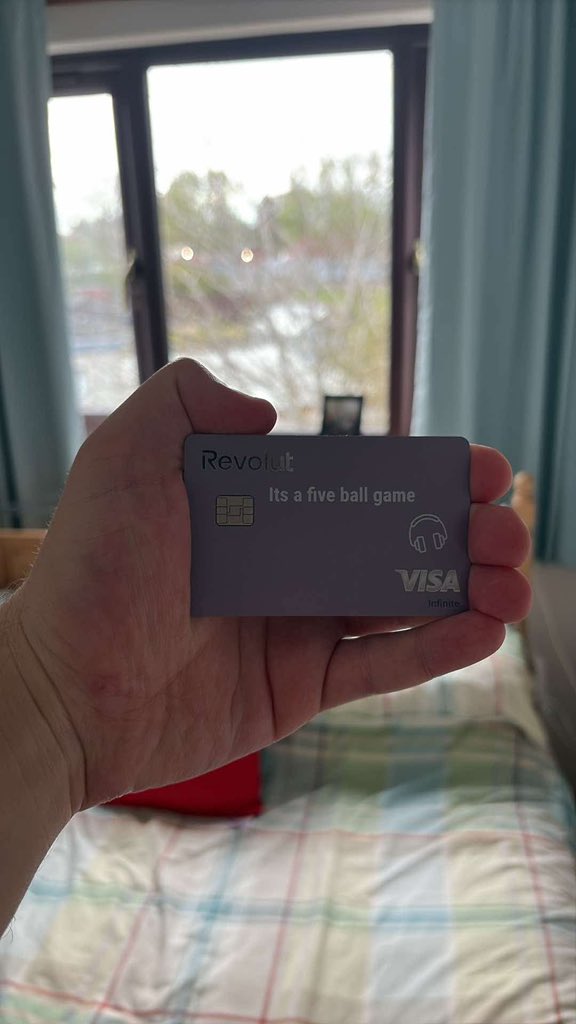 Revolut
Its a five ball game
VISA
Infinite